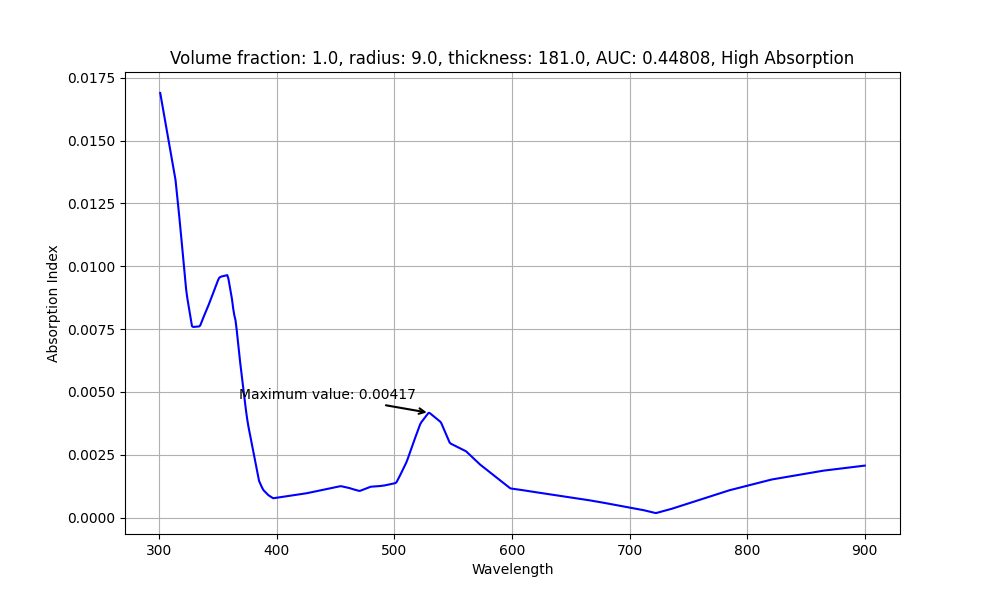 Volume fraction: 1.0, radius: 9.0, thickness: 181.0, AUC: 0.44808, High Absorption
0.0175
0.0150
0.0125
0.0100
0.0075
0.0050
0.0025
0.0000
Absorption Index
Maximum value: 0.00417
300 400 500 600 700 800 900
Wavelength